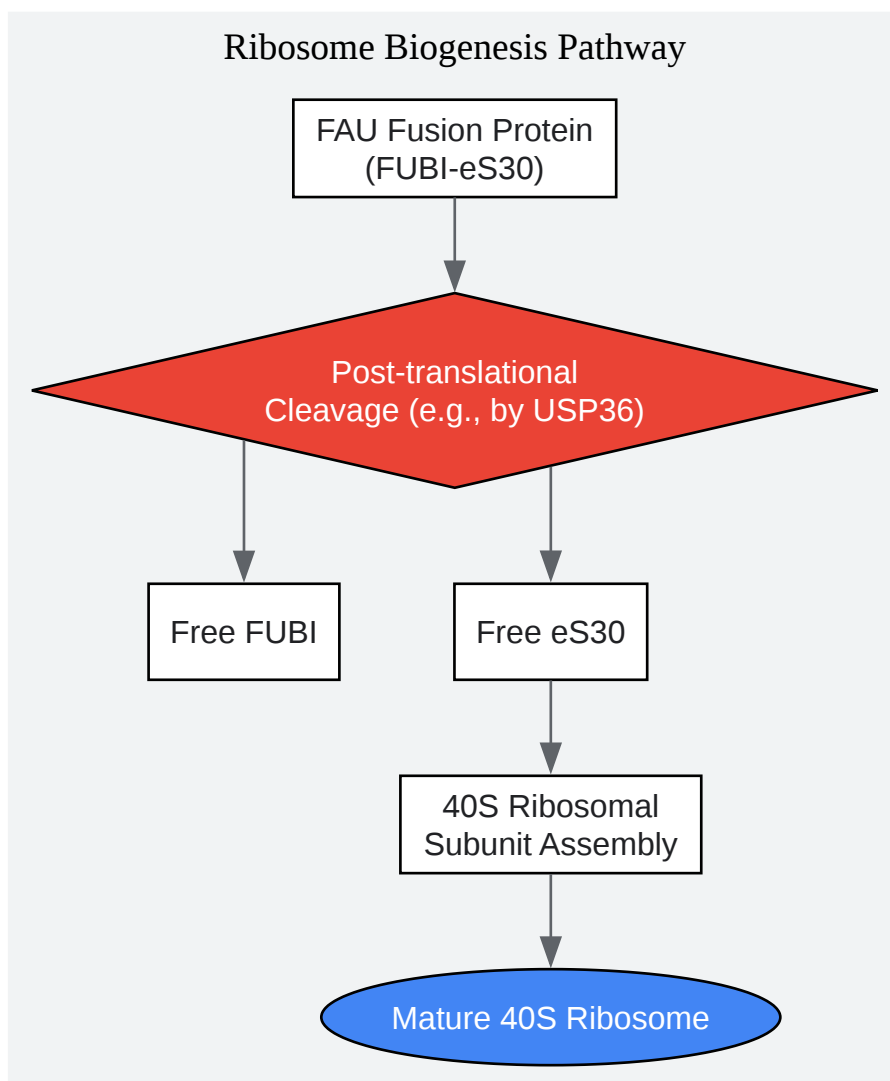 Ribosome Biogenesis Pathway
FAU Fusion Protein
(FUBI-eS30)
Post-translational
Cleavage (e.g., by USP36)
Free FUBI
Free eS30
40S Ribosomal
Subunit Assembly
Mature 40S Ribosome